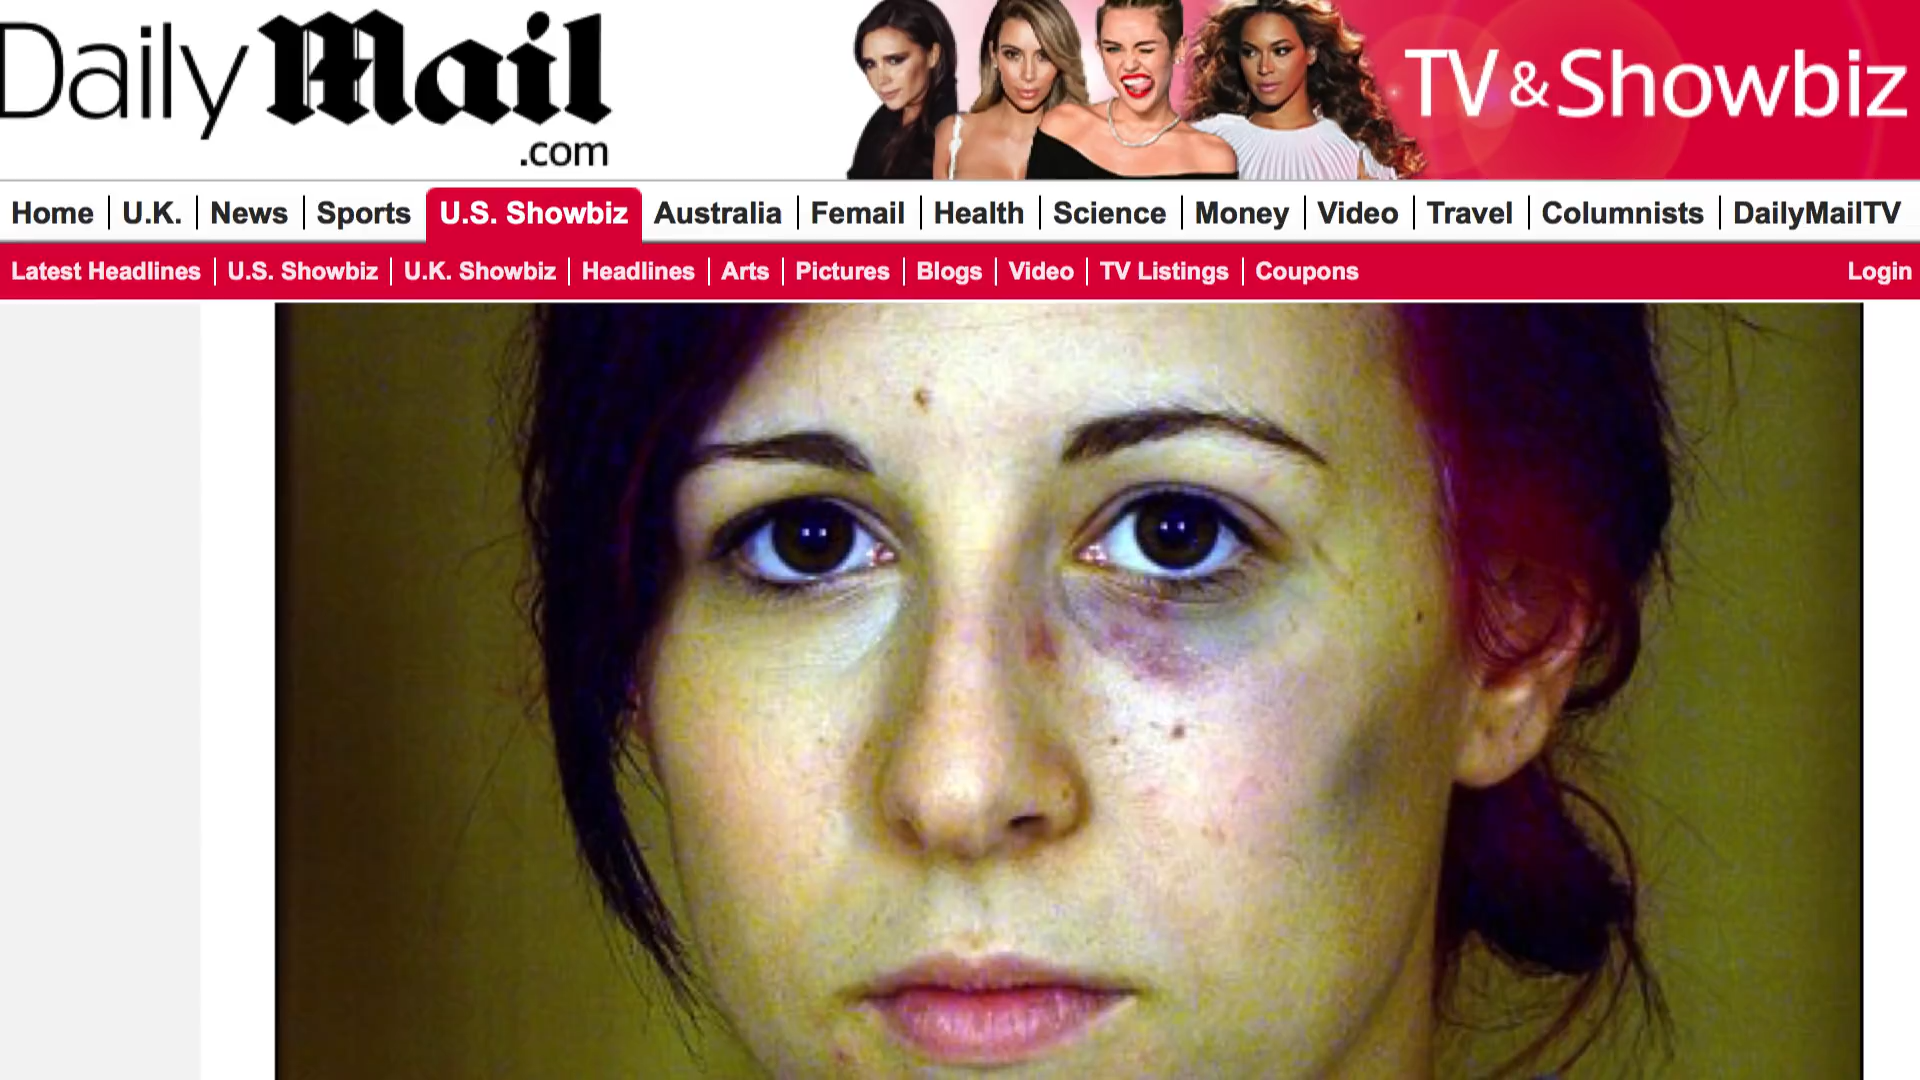 Daily Mail
.com
TV&Showbiz
Home U.K. News Sports U.S. Showbiz Australia Femail Health Science Money Video Travel Columnists DailyMailTV
Latest Headlines U.S. Showbiz U.K. Showbiz Headlines Arts Pictures Blogs Video TV Listings Coupons Login